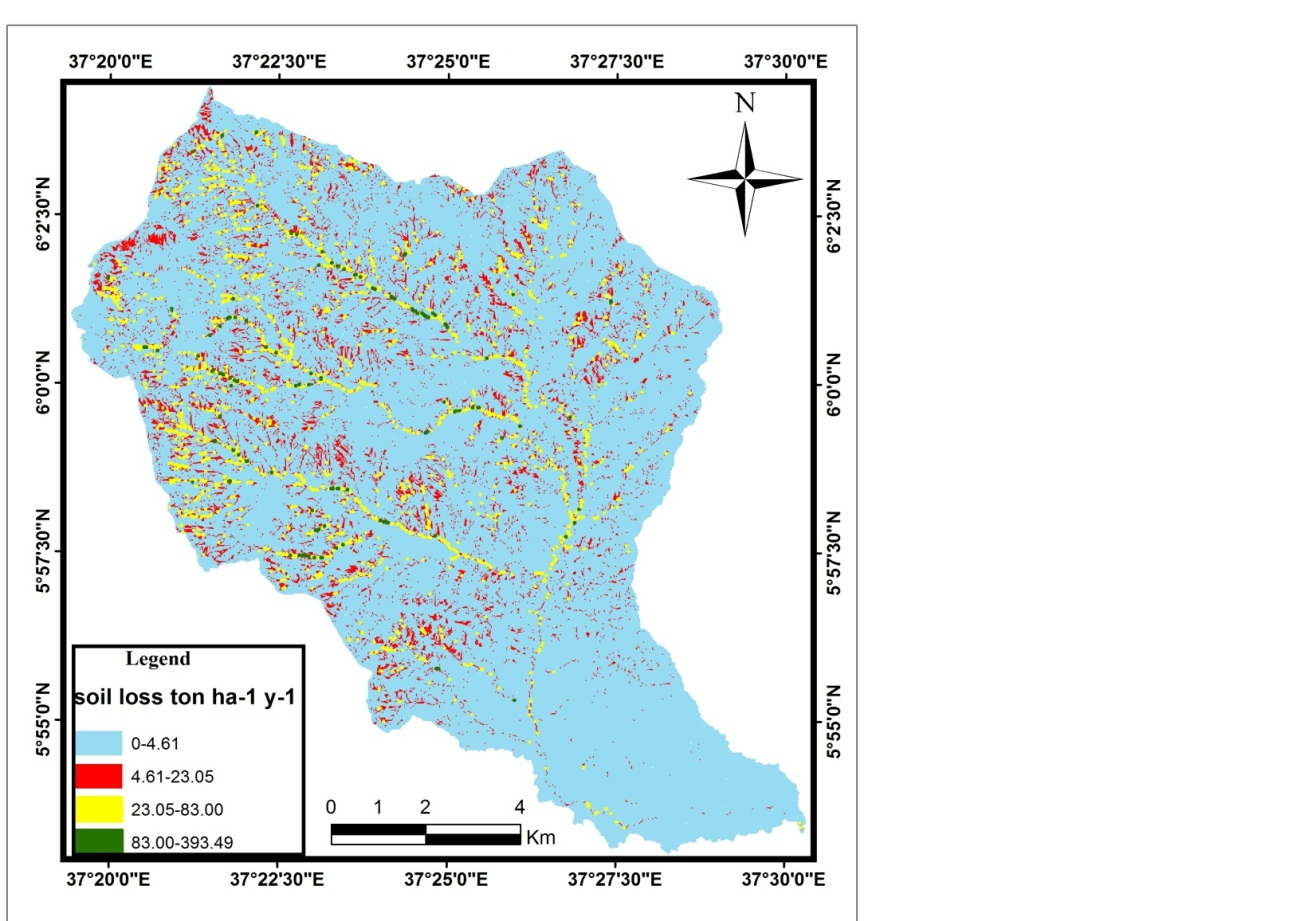 37°20'0"E 37°22'30"E 37°25'0"E 37°27'30"E 37°30'0"E
N
6°2'30"N 6°2'30"N
6°0'0"N 6°0'0"N
5°57'30"N 5°57'30"N
5°55'0"N 5°55'0"N
Legend
soil loss ton ha-1 y-1
0-4.61
4.61-23.05
23.05-83.00
83.00-393.49
0 1 2 4
Km
37°20'0"E 37°22'30"E 37°25'0"E 37°27'30"E 37°30'0"E